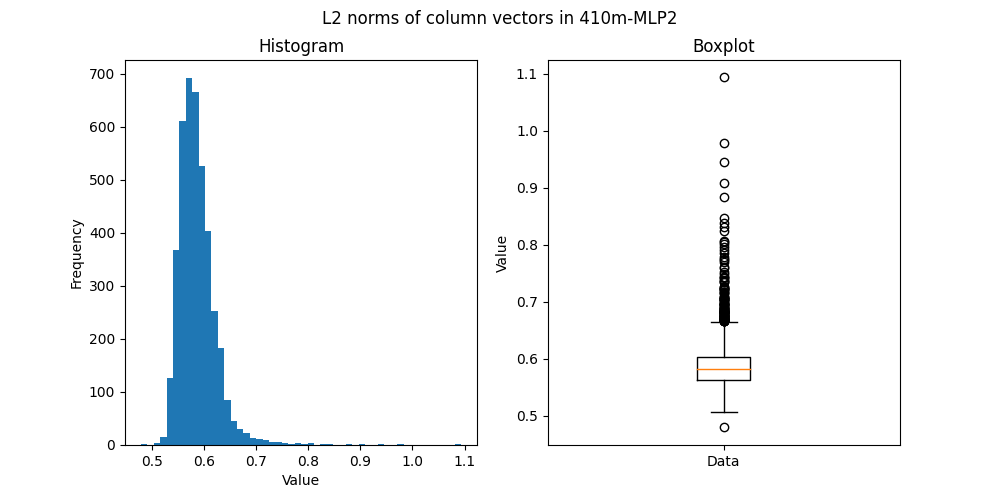 L2 norms of column vectors in 410m-MLP2
Histogram
700
600
500
400
300
200
100
0
Frequency
0.5 0.6 0.7 0.8 0.9 1.0 1.1
Value
Boxplot
1.1
1.0
0.9
0.8
0.7
0.6
0.5
Value
Data